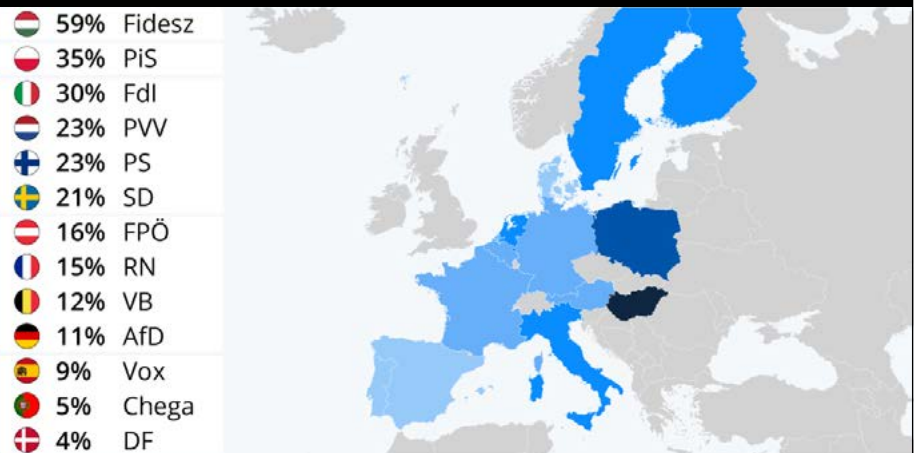 59% Fidesz
35% PiS
30% FdI
23% PVV
23% PS
21% SD
16% FPÖ
15% RN
12% VB
11% AfD
9% Vox
5% Chega
4% DF